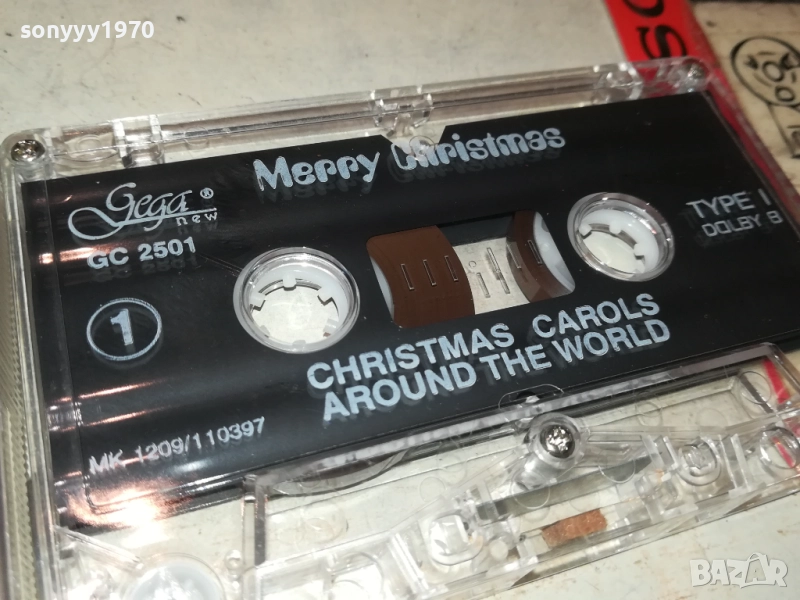 sonyyy1970
Merry Christmas
Gega ®
new
GC 2501
TYPE I
DOLBY B
1
CHRISTMAS CAROLS
AROUND THE WORLD
MK 1209/110397
BAZAR